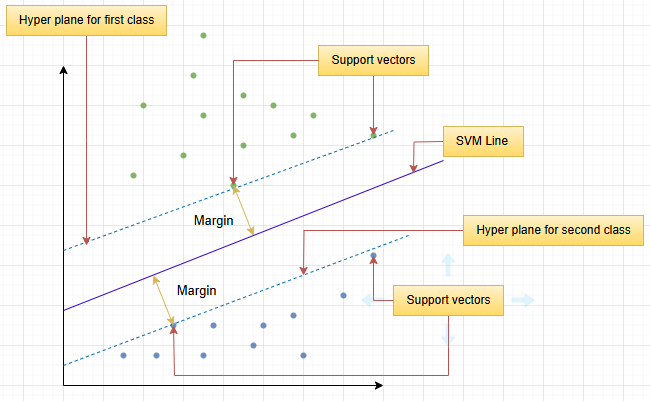 Hyper plane for first class
Support vectors
SVM Line
Margin
Hyper plane for second class
Margin
Support vectors